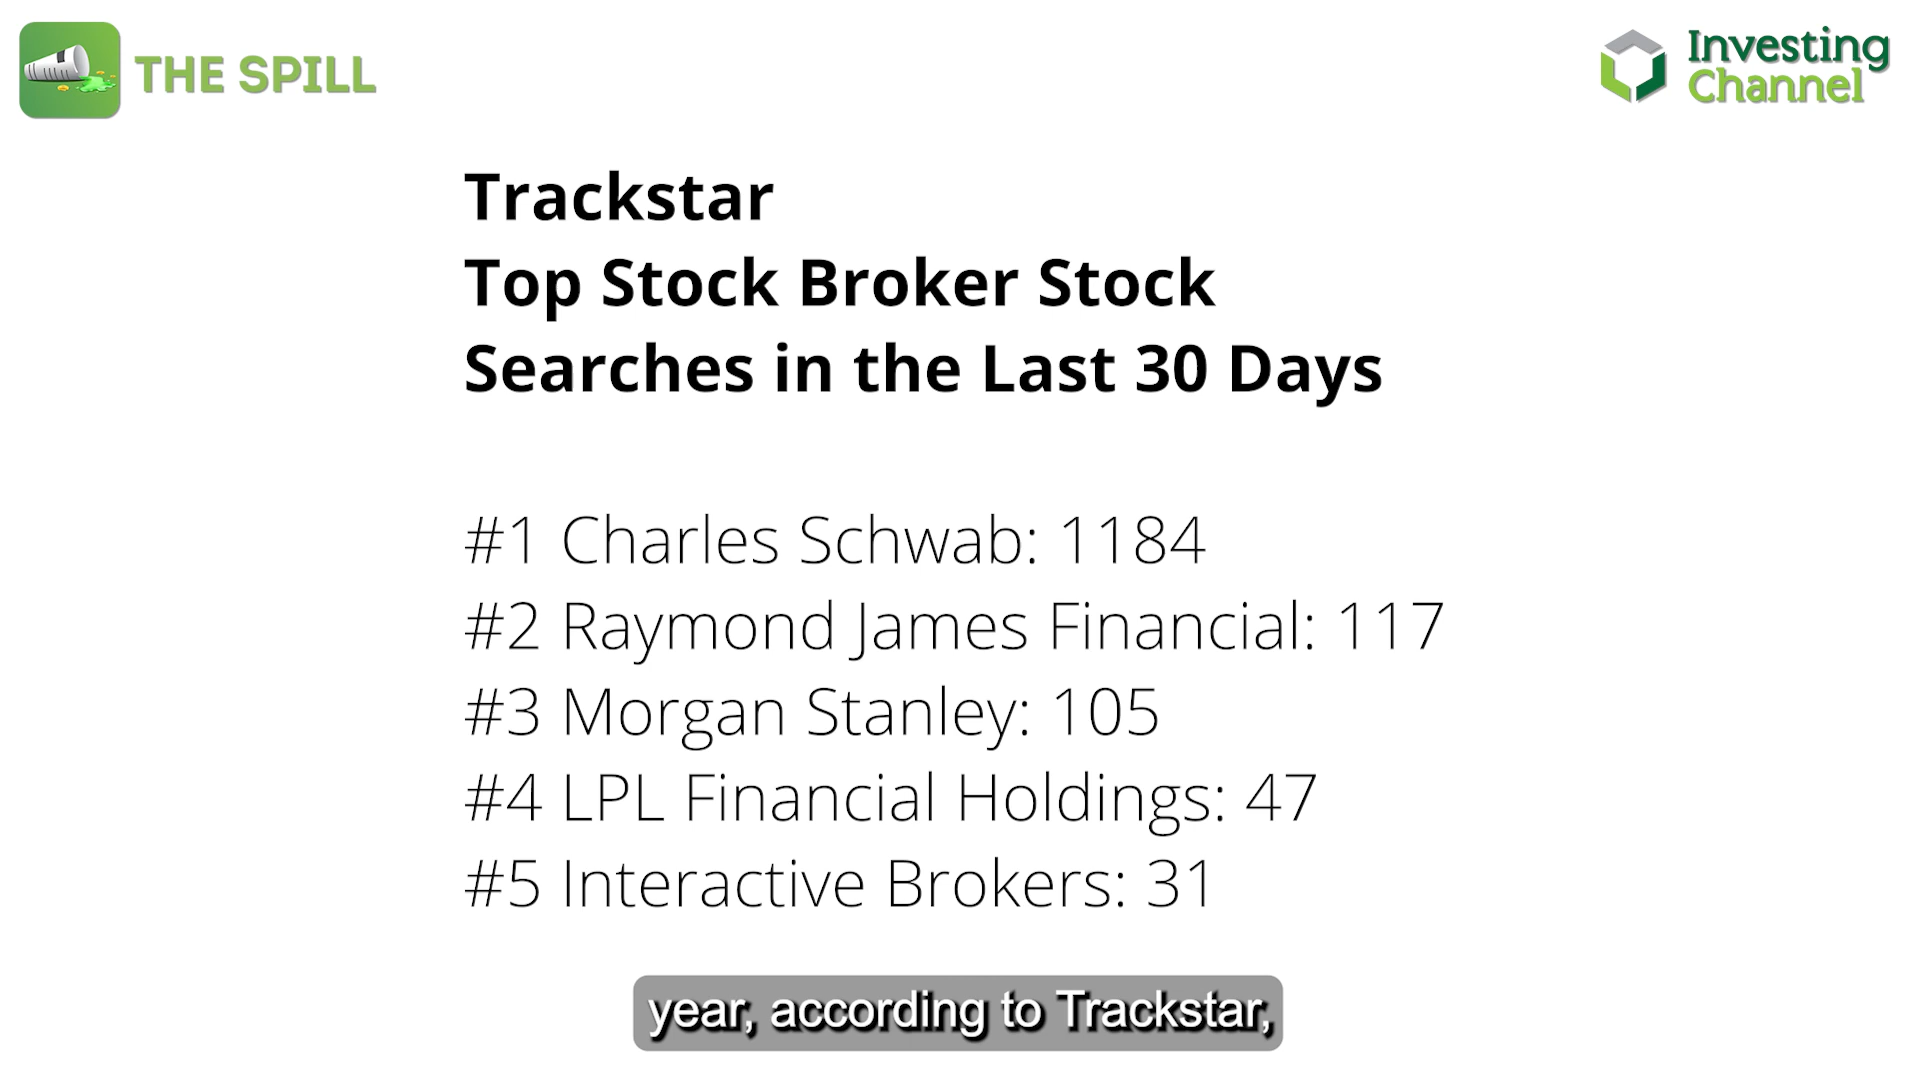 THE SPILL
Investing
Channel
Trackstar
Top Stock Broker Stock
Searches in the Last 30 Days
#1 Charles Schwab: 1184
#2 Raymond James Financial: 117
#3 Morgan Stanley: 105
#4 LPL Financial Holdings: 47
#5 Interactive Brokers: 31
year, according to Trackstar,